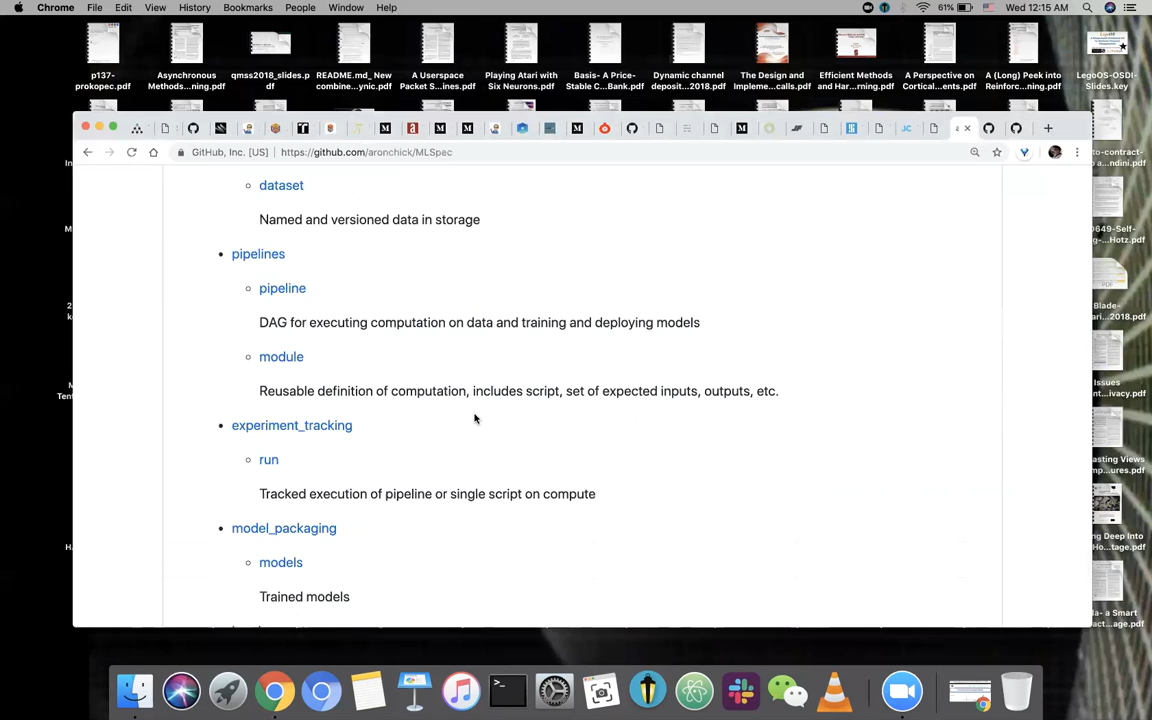 Chrome File Edit View History Bookmarks People Window Help 61% Wed 12:15 AM
p137-prokopec.pdf
Asynchronous Methods...ning.pdf
qmss2018_slides.pdf
README.md_New combine...ynic.pdf
A Userspace Packet S...ines.pdf
Playing Atari with Six Neurons.pdf
Basis- A Price-Stable C...Bank.pdf
Dynamic channel deposit...2018.pdf
The Design and Impleme...calls.pdf
Efficient Methods and Har...rning.pdf
A Perspective on Cortical...ents.pdf
A (Long) Peek into Reinforc...ning.pdf
LegoOS-OSDI-Slides.key
GitHub, Inc. [US] https://github.com/aronchick/MLSpec
dataset
Named and versioned data in storage
pipelines
pipeline
DAG for executing computation on data and training and deploying models
module
Reusable definition of computation, includes script, set of expected inputs, outputs, etc.
experiment_tracking
run
Tracked execution of pipeline or single script on compute
model_packaging
models
Trained models